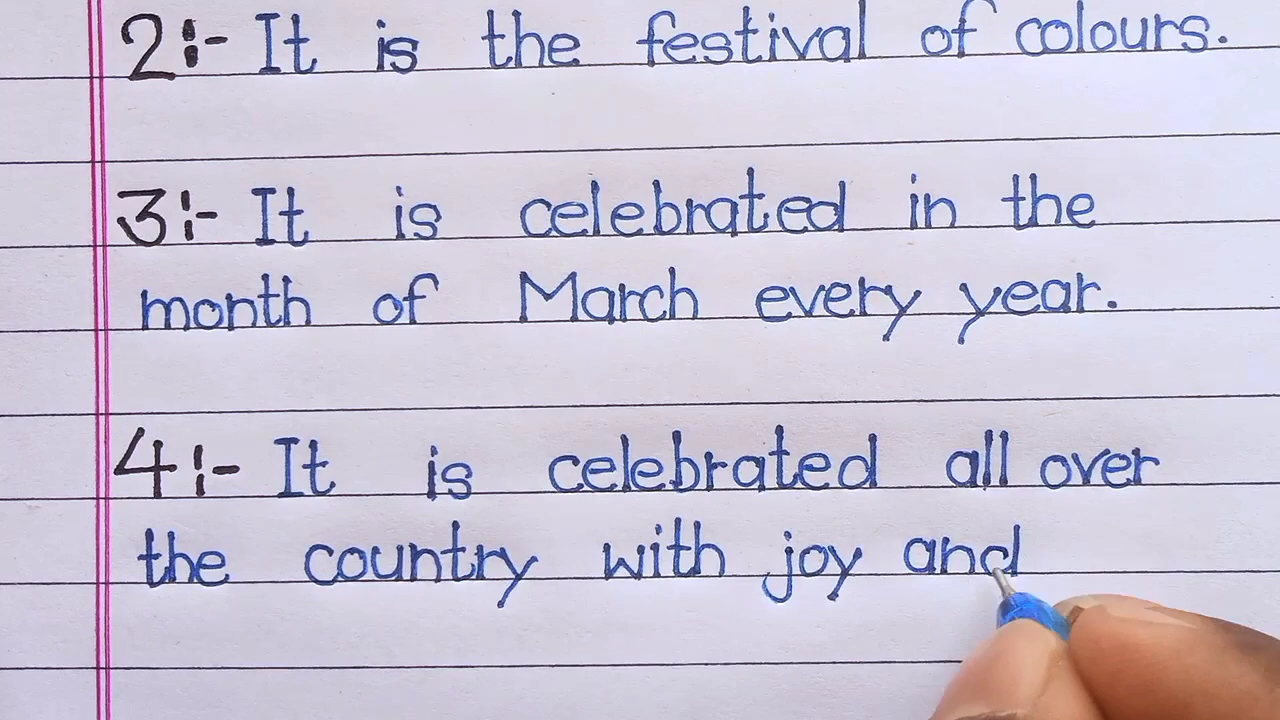 2:- It is the festival of colours.
3:- It is celebrated in the
month of March every year.
4:- It is celebrated all over
the country with joy and